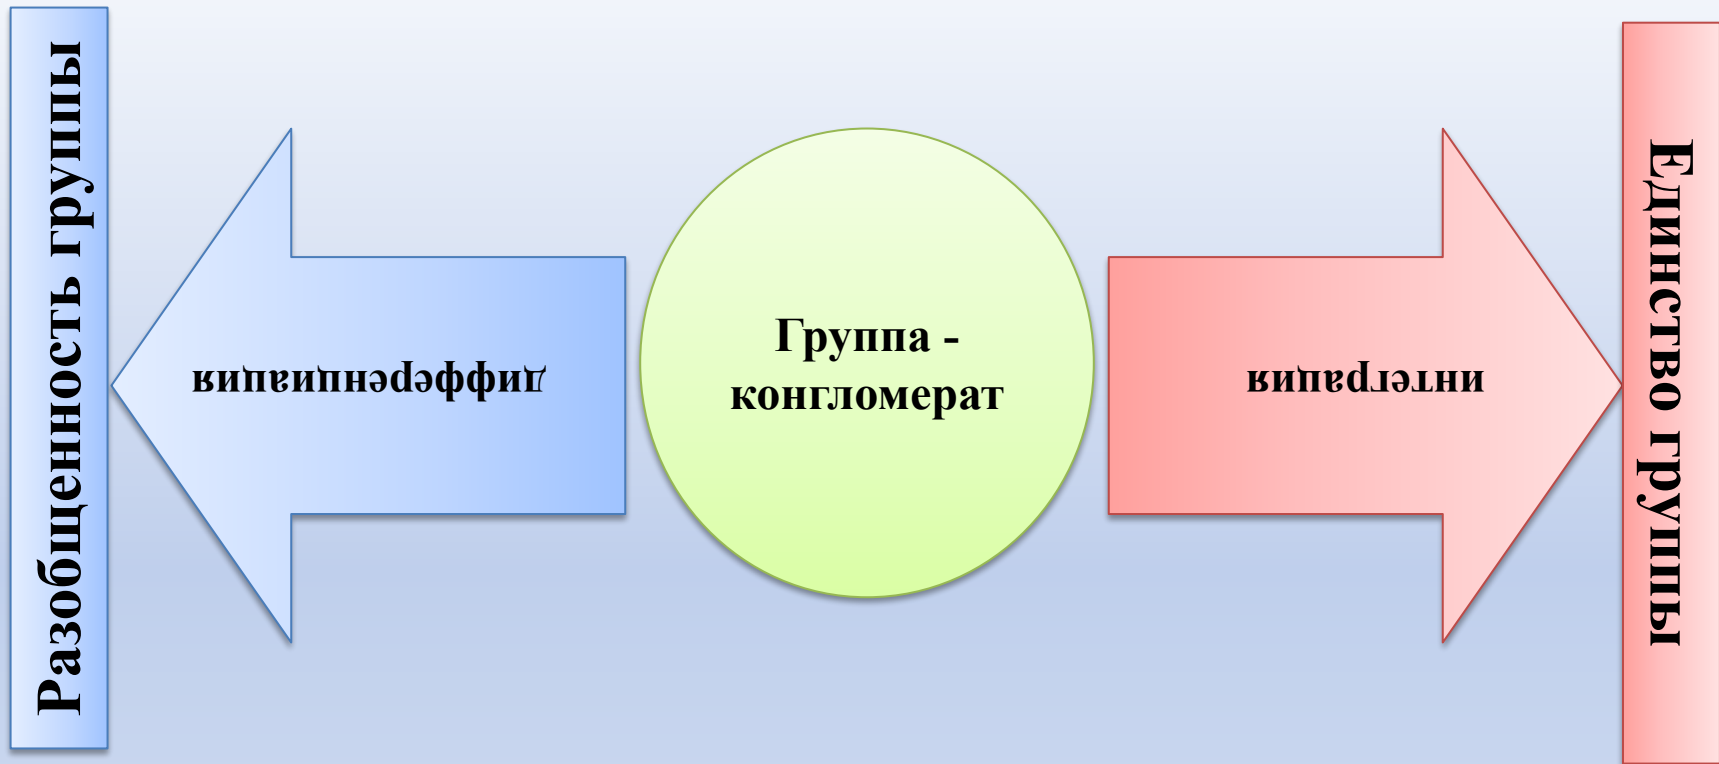 Разобщенность группы
дифференциация
Группа -
конгломерат
интеграция
Единство группы